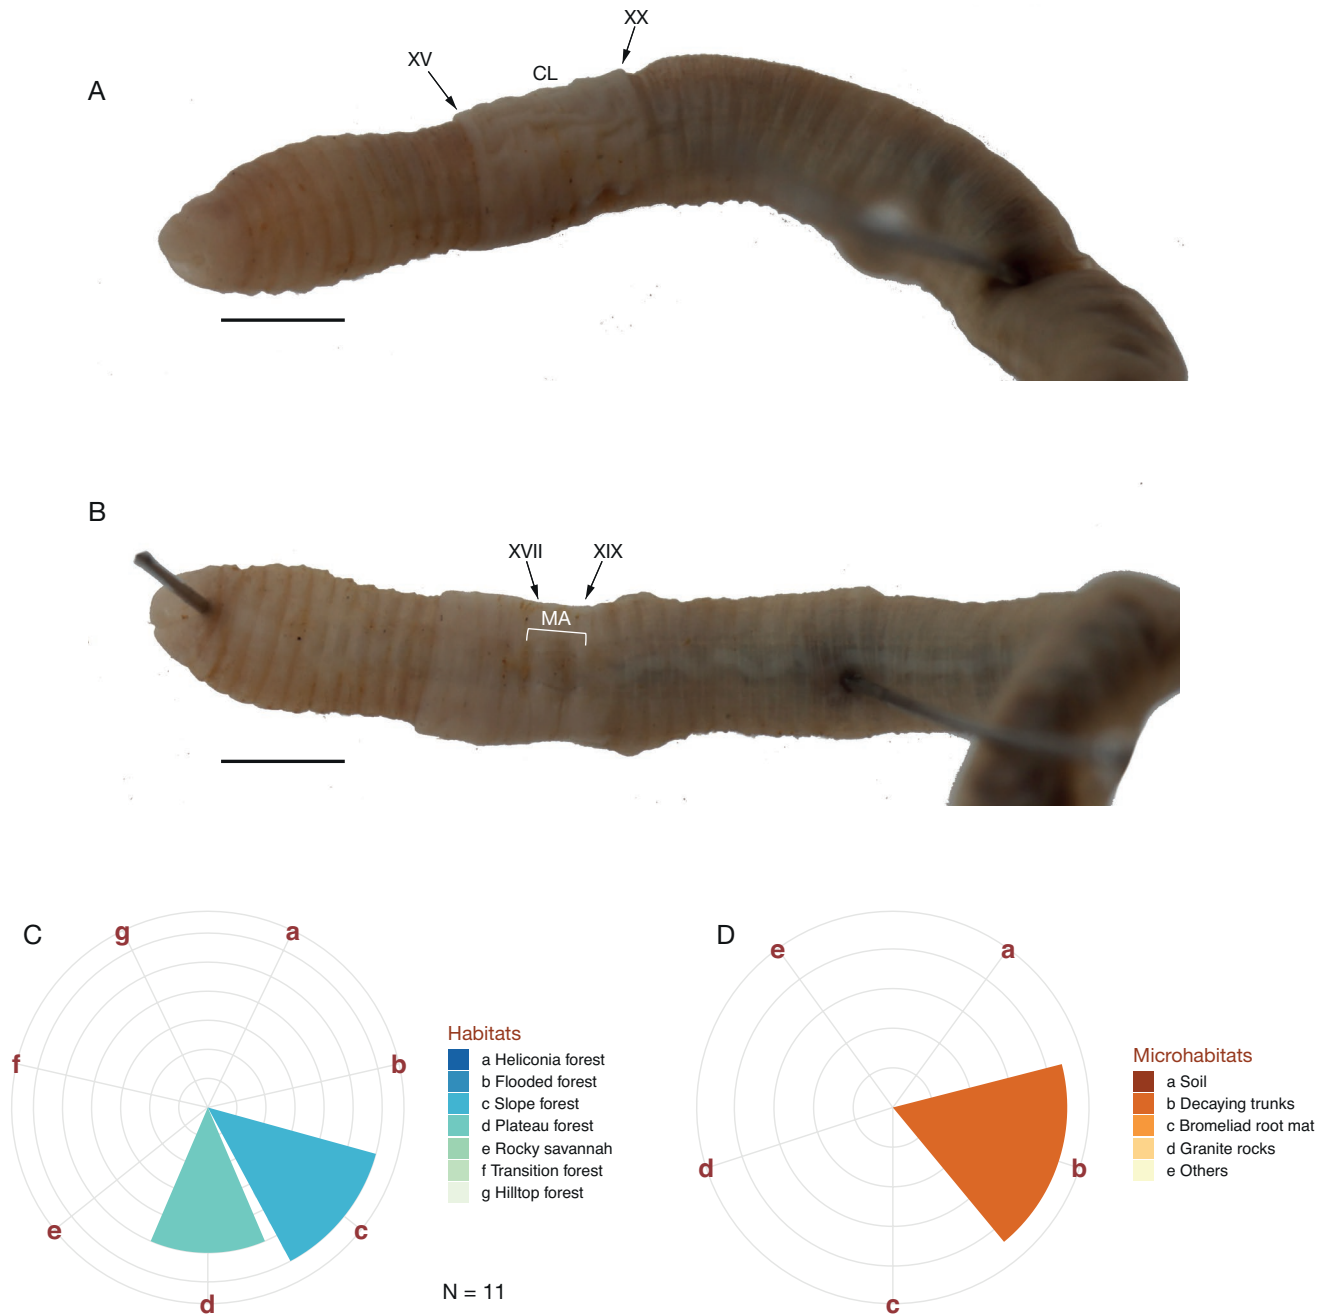 A
XV
CL
XX
B
XVII
XIX
MA
C
g
a
f
b
e
c
d
Habitats
a Heliconia forest
b Flooded forest
c Slope forest
d Plateau forest
e Rocky savannah
f Transition forest
g Hilltop forest
N = 11
D
e
a
d
b
c
Microhabitats
a Soil
b Decaying trunks
c Bromeliad root mat
d Granite rocks
e Others